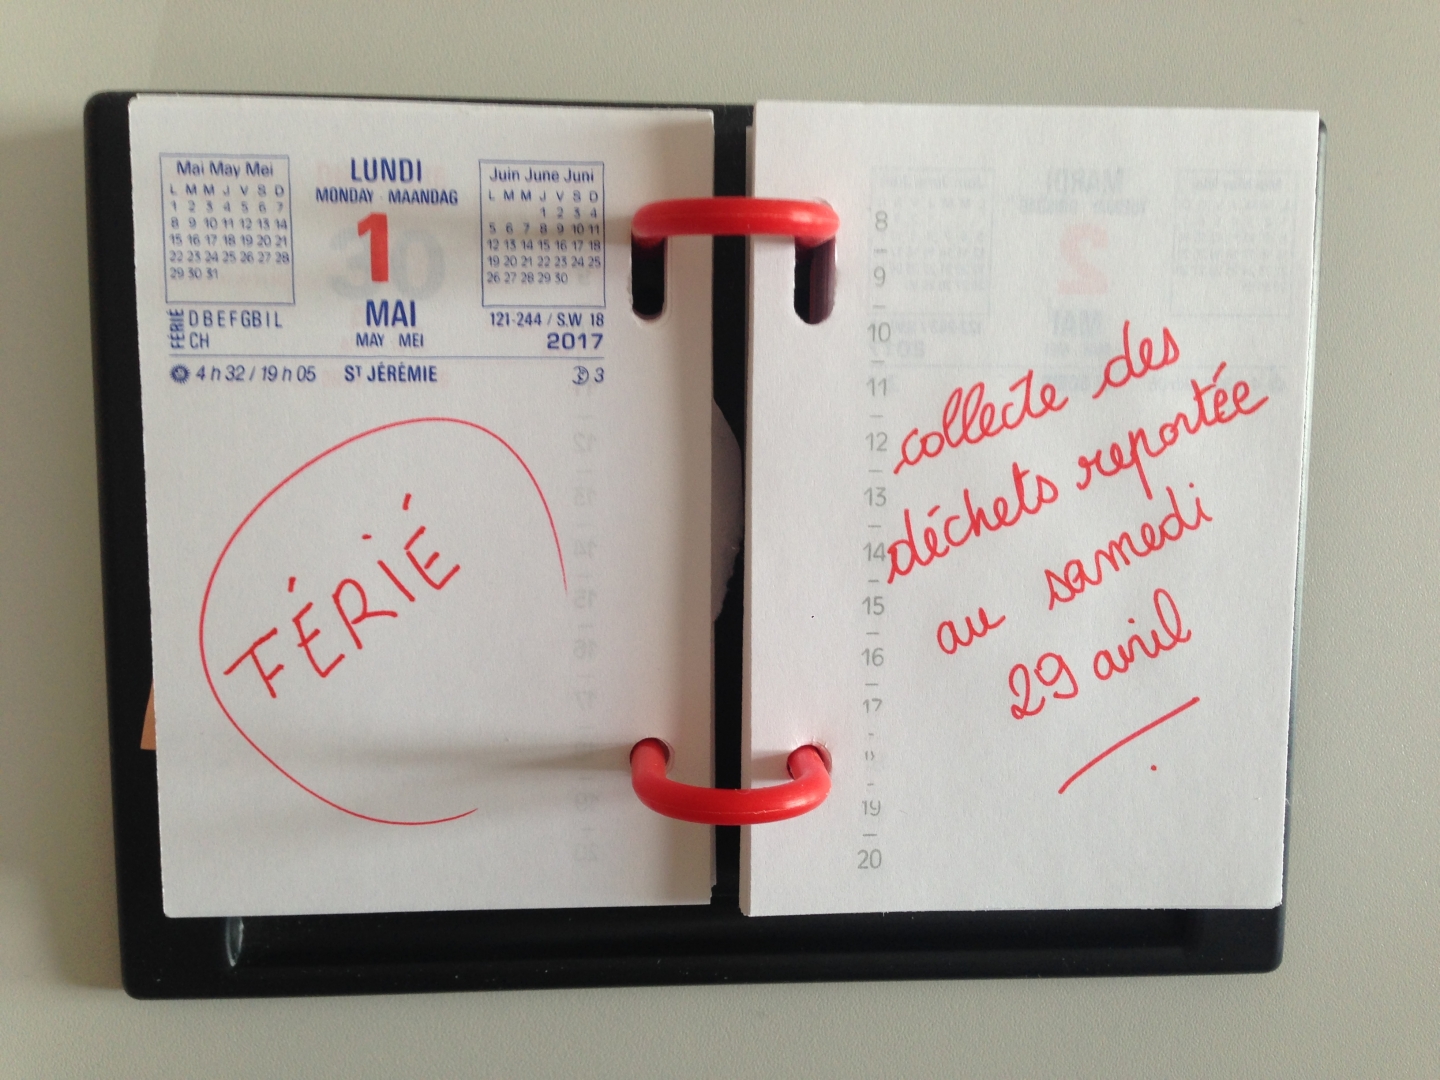 Mai May Mei
L M M J V S D
1 2 3 4 5 6 7
8 9 10 11 12 13 14
15 16 17 18 19 20 21
22 23 24 25 26 27 28
29 30 31
LUNDI
MONDAY - MAANDAG
1
MAI
MAY MEI
Juin June Juni
L M M J V S D
1 2 3 4
5 6 7 8 9 10 11
12 13 14 15 16 17 18
19 20 21 22 23 24 25
26 27 28 29 30
FÉRIÉ
D B E F GB I L
CH
121-244 / S.W 18
2017
4 h 32 / 19 h 05 ST JÉRÉMIE 3
FÉRIÉ
8
9
10
11
12
13
14
15
16
17
19
20
collecte des
déchets reportée
au samedi
29 avril